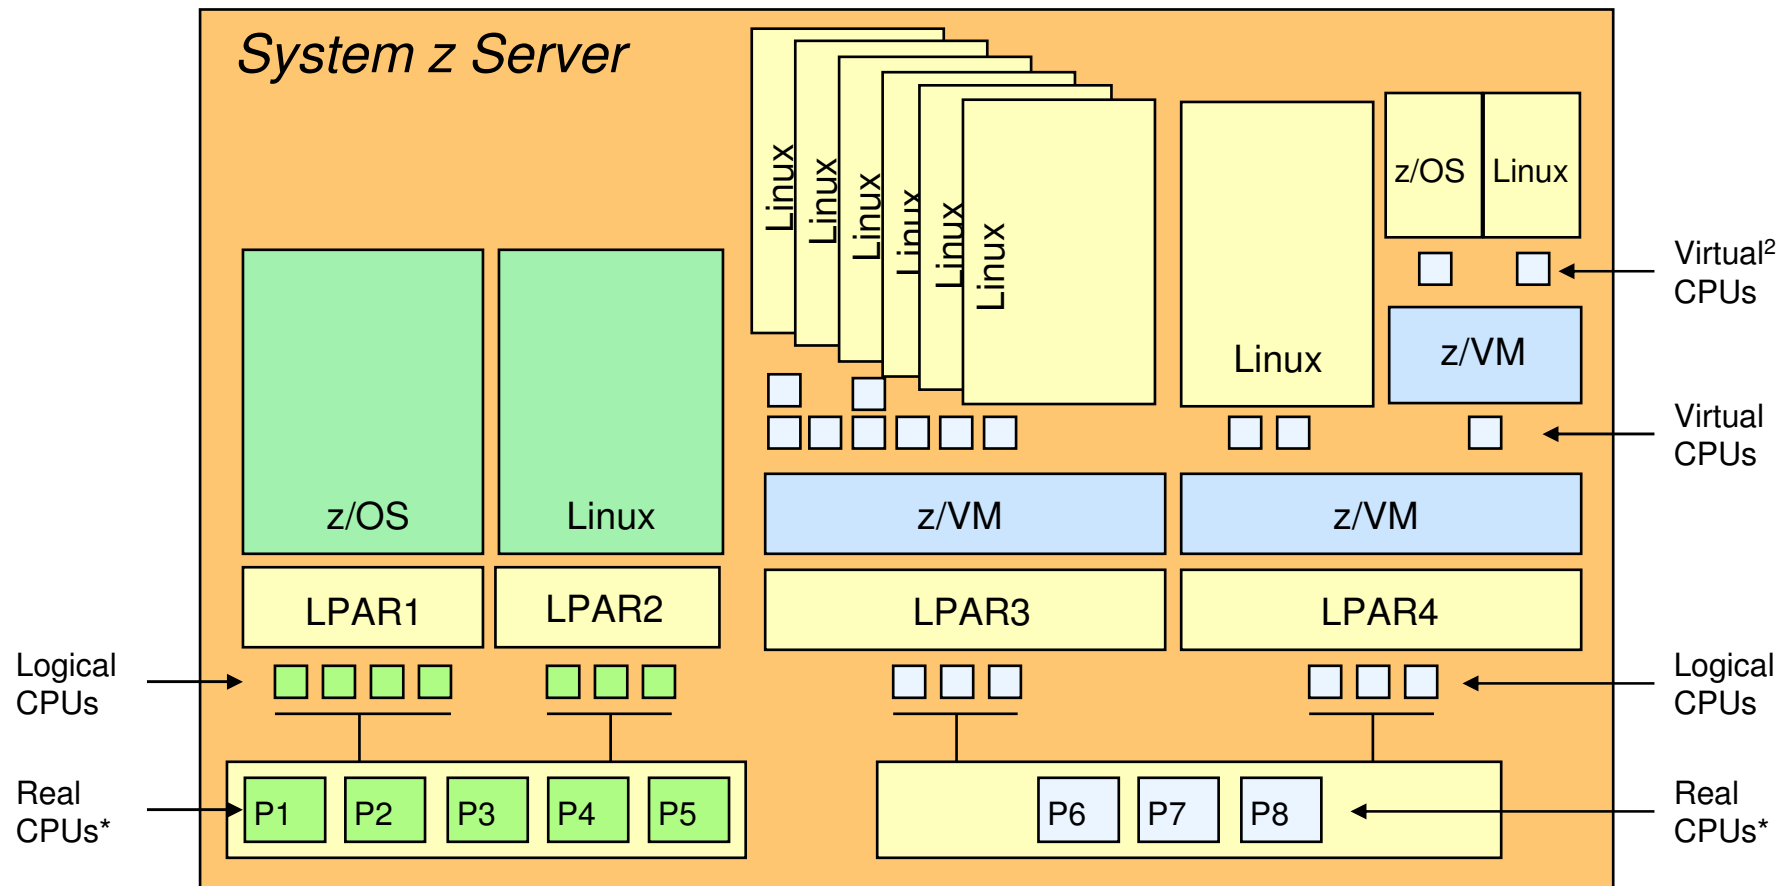 System z Server
Linux
Linux
Linux
Linux
Linux
Linux
Linux
z/OS
Linux
Virtual²
CPUs
z/VM
Virtual
CPUs
z/OS
Linux
z/VM
z/VM
LPAR1
LPAR2
LPAR3
LPAR4
Logical
CPUs
Logical
CPUs
Real
CPUs*
P1
P2
P3
P4
P5
P6
P7
P8
Real
CPUs*